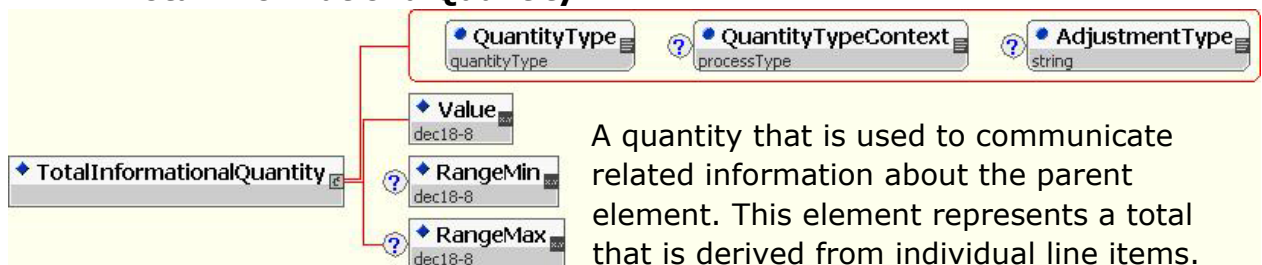 QuantityType
quantityType
? QuantityTypeContext
processType
? AdjustmentType
string
Value
dec18-8
TotalInformationalQuantity
? RangeMin
dec18-8
? RangeMax
dec18-8
A quantity that is used to communicate
related information about the parent
element. This element represents a total
that is derived from individual line items.